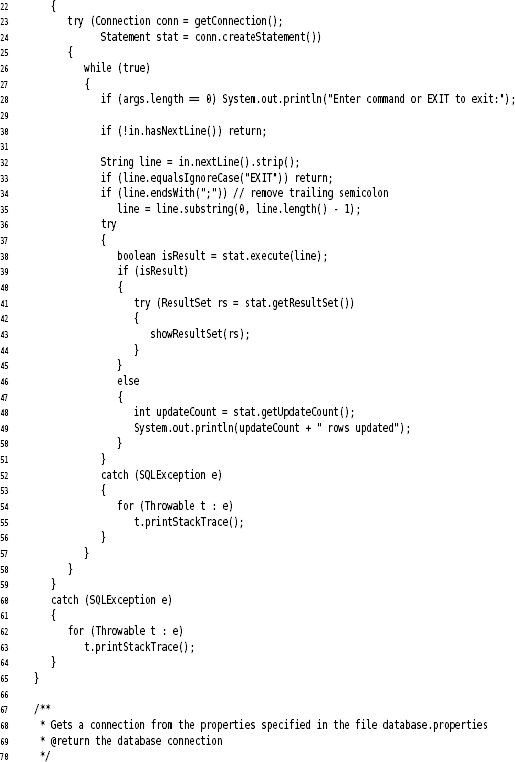 22      {
23         try (Connection conn = getConnection();
24               Statement stat = conn.createStatement())
25         {
26            while (true)
27            {
28               if (args.length == 0) System.out.println("Enter command or EXIT to exit:");
29
30               if (!in.hasNextLine()) return;
31
32               String line = in.nextLine().strip();
33               if (line.equalsIgnoreCase("EXIT")) return;
34               if (line.endsWith(";")) // remove trailing semicolon
35                  line = line.substring(0, line.length() - 1);
36               try
37               {
38                  boolean isResult = stat.execute(line);
39                  if (isResult)
40                  {
41                     try (ResultSet rs = stat.getResultSet())
42                     {
43                        showResultSet(rs);
44                     }
45                  }
46                  else
47                  {
48                     int updateCount = stat.getUpdateCount();
49                     System.out.println(updateCount + " rows updated");
50                  }
51               }
52               catch (SQLException e)
53               {
54                  for (Throwable t : e)
55                     t.printStackTrace();
56               }
57            }
58         }
59      }
60      catch (SQLException e)
61      {
62         for (Throwable t : e)
63            t.printStackTrace();
64      }
65   }
66
67   /**
68    * Gets a connection from the properties specified in the file database.properties
69    * @return the database connection
70    */